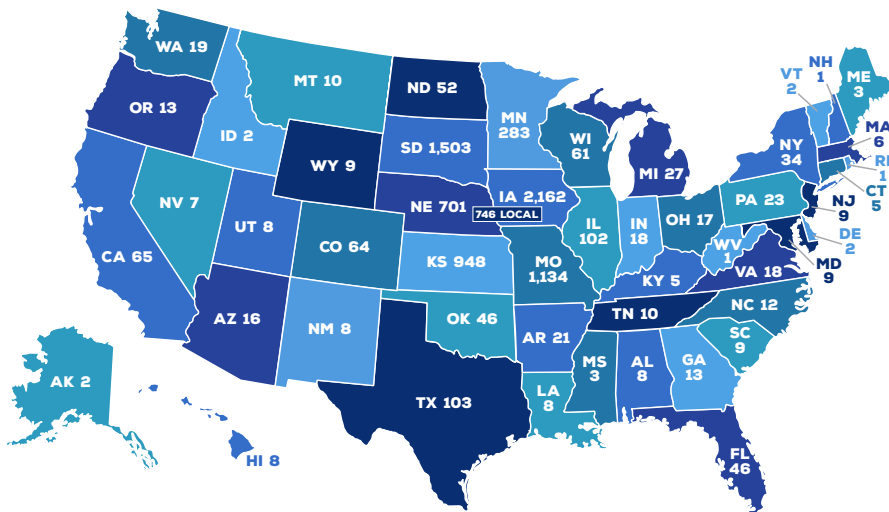 WA 19
MT 10
ND 52
MN
283
OR 13
ID 2
WY 9
SD 1,503
WI
61
MI 27
VT
2
NH
1
ME
3
NY
34
MA
6
RI
1
CT
5
NV 7
UT 8
CO 64
NE 701
IA 2,162
746 LOCAL
IL
102
IN
18
OH 17
PA 23
NJ
9
DE
2
MD
9
CA 65
KS 948
MO
1,134
KY 5
WV
1
VA 18
AZ 16
NM 8
OK 46
AR 21
TN 10
NC 12
SC
9
AK 2
HI 8
TX 103
LA
8
MS
3
AL
8
GA
13
FL
46